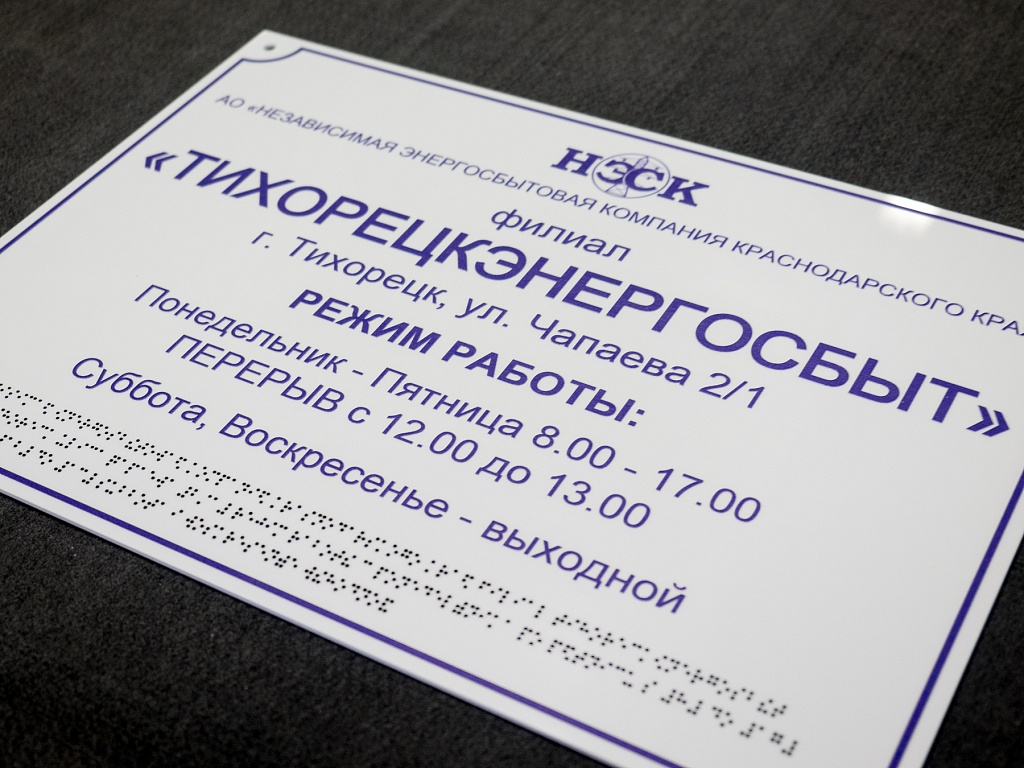 НЭСК
АО «НЕЗАВИСИМАЯ ЭНЕРГОСБЫТОВАЯ КОМПАНИЯ КРАСНОДАРСКОГО
филиал
«ТИХОРЕЦКЭНЕРГОСБЫТ»
г. Тихорецк, ул. Чапаева 2/1
РЕЖИМ РАБОТЫ:
Понедельник - Пятница 8.00 - 17.00
ПЕРЕРЫВ с 12.00 до 13.00
Суббота, Воскресенье - выходной